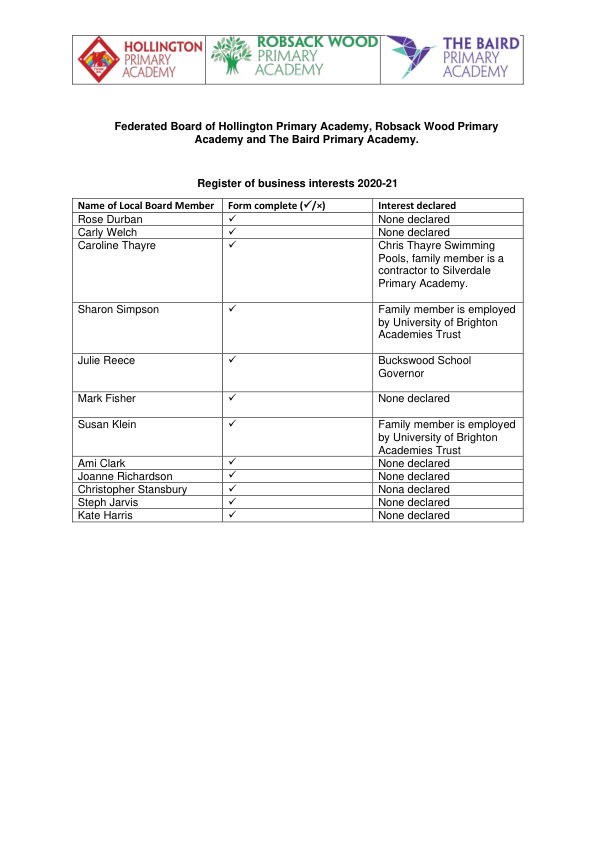 HOLLINGTON
PRIMARY
ACADEMY
ROBSACK WOOD
PRIMARY
ACADEMY
THE BAIRD
PRIMARY
ACADEMY
Federated Board of Hollington Primary Academy, Robsack Wood Primary
Academy and The Baird Primary Academy.
Register of business interests 2020-21
Name of Local Board Member Form complete (✓/×) Interest declared
Rose Durban ✓ None declared
Carly Welch ✓ None declared
Caroline Thayre ✓ Chris Thayre Swimming
Pools, family member is a
contractor to Silverdale
Primary Academy.
Sharon Simpson ✓ Family member is employed
by University of Brighton
Academies Trust
Julie Reece ✓ Buckswood School
Governor
Mark Fisher ✓ None declared
Susan Klein ✓ Family member is employed
by University of Brighton
Academies Trust
Ami Clark ✓ None declared
Joanne Richardson ✓ None declared
Christopher Stansbury ✓ Nona declared
Steph Jarvis ✓ None declared
Kate Harris ✓ None declared